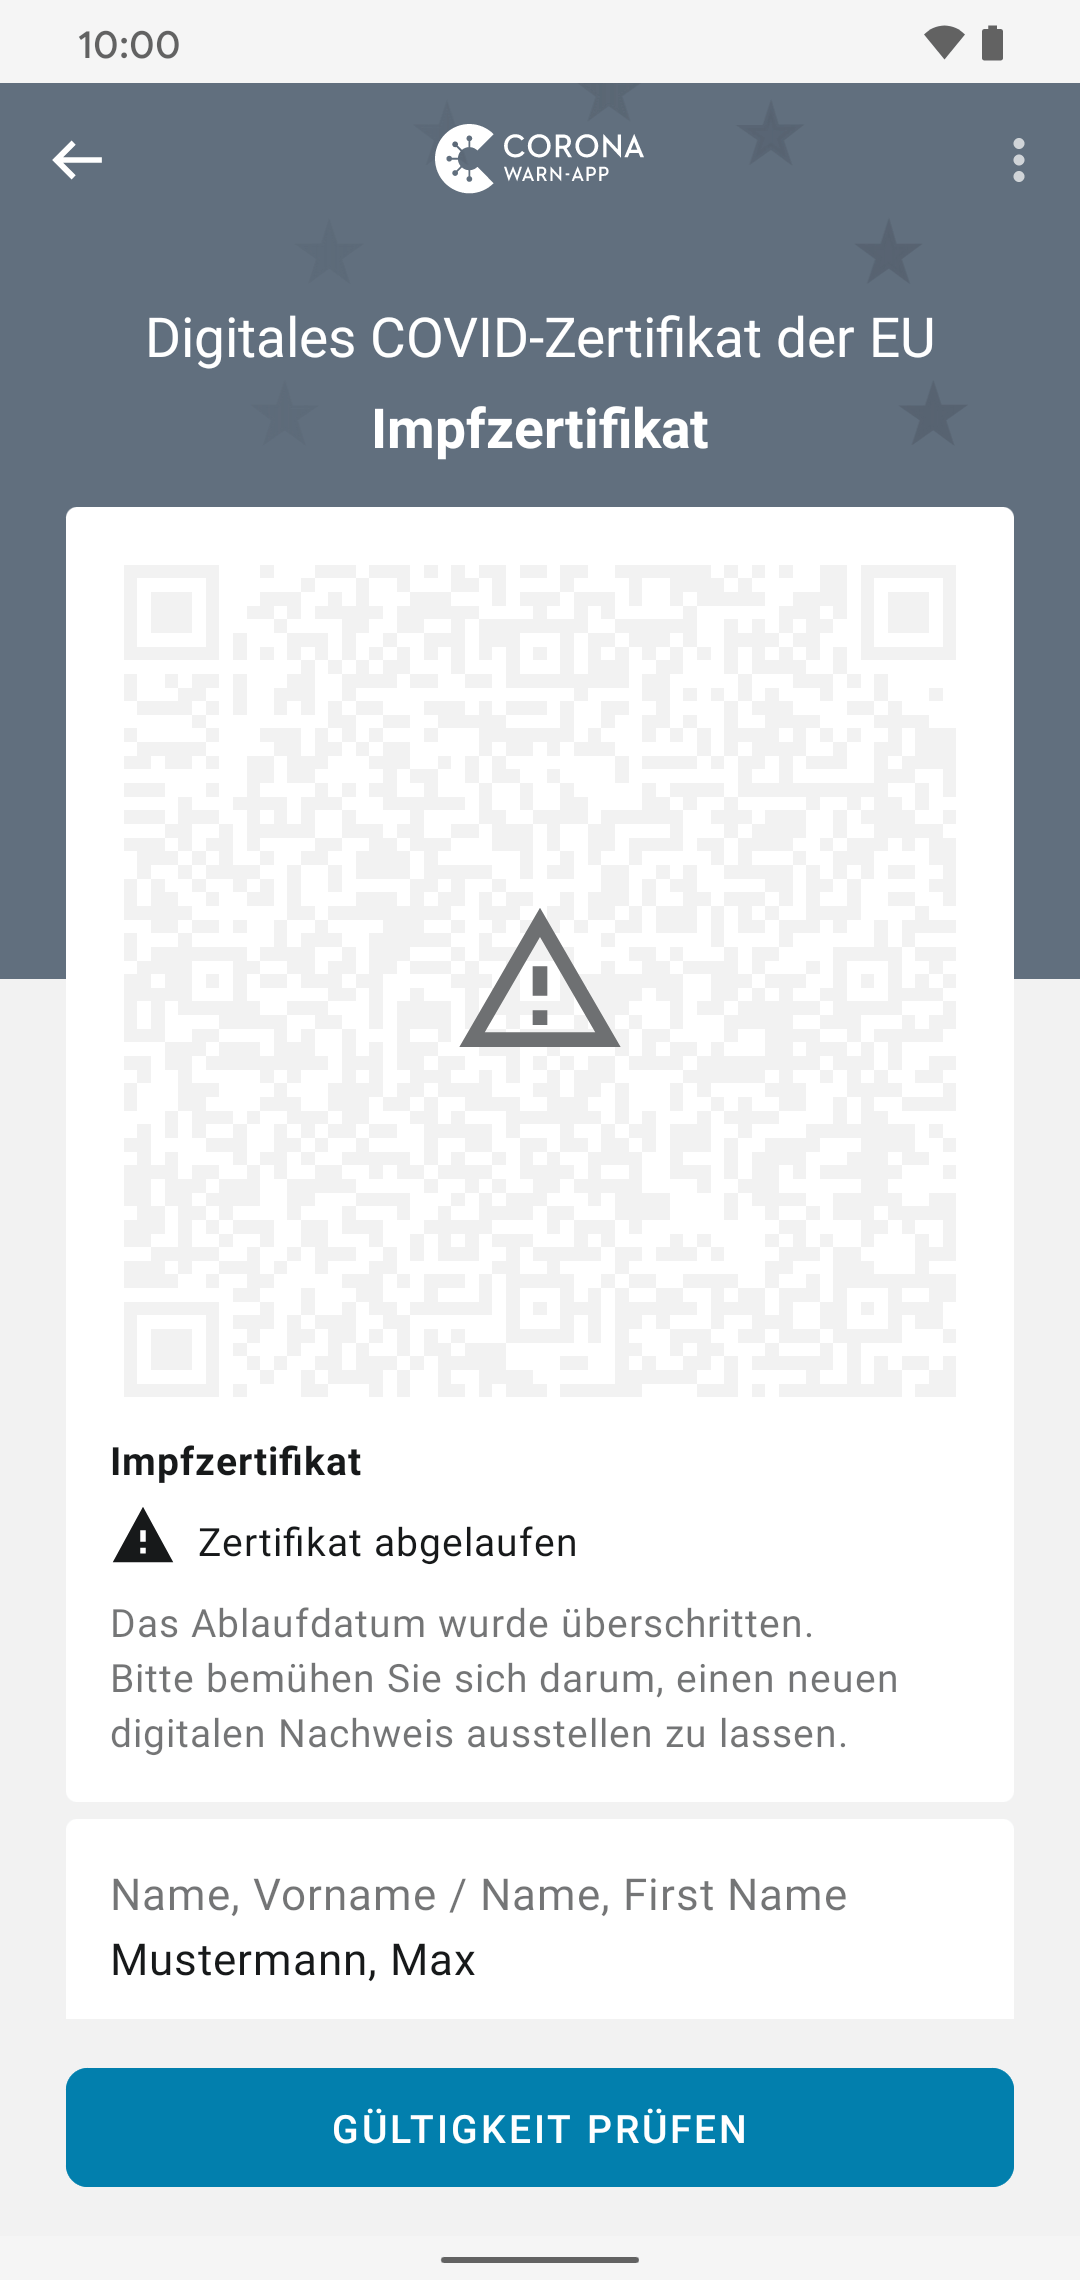 10:00
CORONA
WARN-APP
Digitales COVID-Zertifikat der EU
Impfzertifikat
Impfzertifikat
Zertifikat abgelaufen
Das Ablaufdatum wurde überschritten.
Bitte bemühen Sie sich darum, einen neuen
digitalen Nachweis ausstellen zu lassen.
Name, Vorname / Name, First Name
Mustermann, Max
GÜLTIGKEIT PRÜFEN